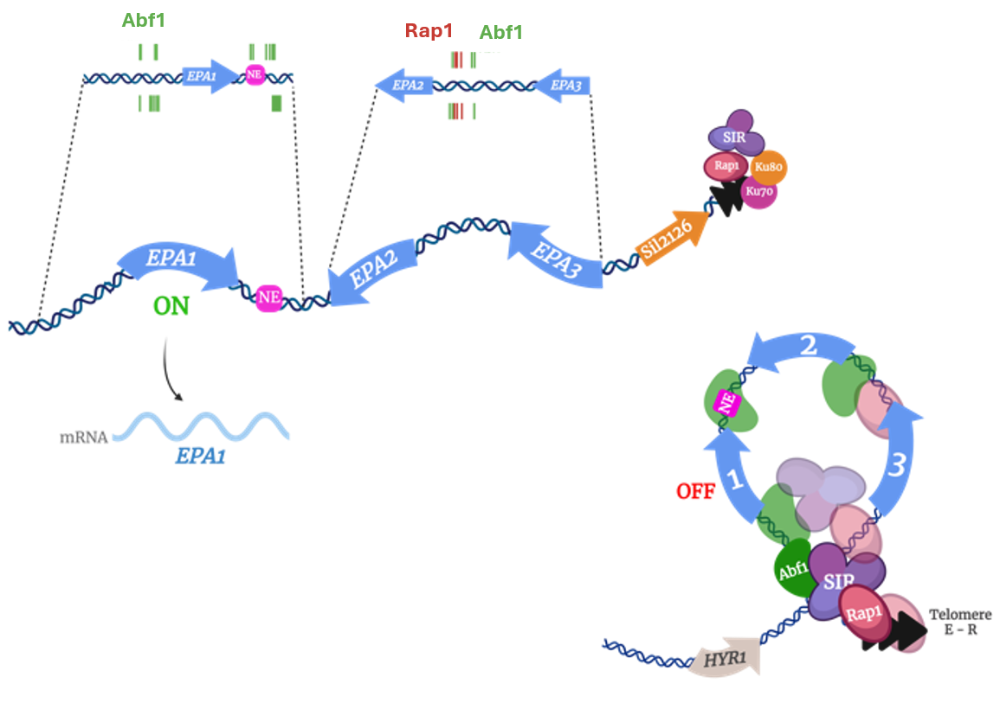 Abf1
Rap1
Abf1
EPA1
NE
EPA2
EPA3
SIR
Rap1
Ku80
Ku70
Sil2126
EPA1
NE
EPA2
EPA3
ON
mRNA
EPA1
2
NE
1
3
OFF
Abf1
SIR
Rap1
Telomere
E – R
HYR1